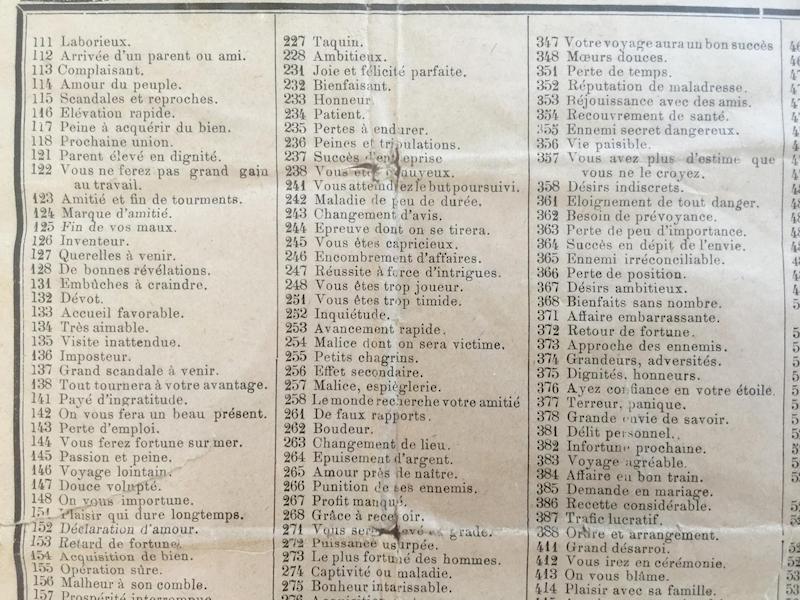 111 Laborieux.
112 Arrivée d'un parent ou ami.
113 Complaisant.
114 Amour du peuple.
115 Scandales et reproches.
116 Elévation rapide.
117 Peine à acquérir du bien.
118 Prochaine union.
121 Parent élevé en dignité.
122 Vous ne ferez pas grand gain
au travail.
123 Amitié et fin de tourments.
124 Marque d'amitié.
125 Fin de vos maux.
126 Inventeur.
127 Querelles à venir.
128 De bonnes révélations.
131 Embûches à craindre.
132 Dévot.
133 Accueil favorable.
134 Très aimable.
135 Visite inattendue.
136 Imposteur.
137 Grand scandale à venir.
138 Tout tournera à votre avantage.
141 Payé d'ingratitude.
142 On vous fera un beau présent.
143 Perte d'emploi.
144 Vous ferez fortune sur mer.
145 Passion et peine.
146 Voyage lointain.
147 Douce volupté.
148 On vous importune.
151 Plaisir qui dure longtemps.
152 Déclaration d'amour.
153 Retard de fortune.
154 Acquisition de bien.
155 Opération sûre.
156 Malheur à son comble.
157 Prospérité interrompue
227 Taquin.
228 Ambitieux.
231 Joie et félicité parfaite.
232 Bienfaisant.
233 Honneur.
234 Patient.
235 Pertes à endurer.
236 Peines et tribulations.
237 Succès d'entreprise
238 Vous êtes ennuyeux.
241 Vous atteindrez le but poursuivi.
242 Maladie de peu de durée.
243 Changement d'avis.
244 Epreuve dont on se tirera.
245 Vous êtes capricieux.
246 Encombrement d'affaires.
247 Réussite à force d'intrigues.
248 Vous êtes trop joueur.
251 Vous êtes trop timide.
252 Inquiétude.
253 Avancement rapide.
254 Malice dont on sera victime.
255 Petits chagrins.
256 Effet secondaire.
257 Malice, espièglerie.
258 Le monde recherche votre amitié
261 De faux rapports.
262 Boudeur.
263 Changement de lieu.
264 Epuisement d'argent.
265 Amour près de naître.
266 Punition de ses ennemis.
267 Profit manqué.
268 Grâce à recevoir.
271 Vous serez élevé en grade.
272 Puissance usurpée.
273 Le plus fortuné des hommes.
274 Captivité ou maladie.
275 Bonheur intarissable.
276
347 Votre voyage aura un bon succès
348 Mœurs douces.
351 Perte de temps.
352 Réputation de maladresse.
353 Réjouissance avec des amis.
354 Recouvrement de santé.
355 Ennemi secret dangereux.
356 Vie paisible.
357 Vous avez plus d'estime que
vous ne le croyez.
358 Désirs indiscrets.
361 Eloignement de tout danger.
362 Besoin de prévoyance.
363 Perte de peu d'importance.
364 Succès en dépit de l'envie.
365 Ennemi irréconciliable.
366 Perte de position.
367 Désirs ambitieux.
368 Bienfaits sans nombre.
371 Affaire embarrassante.
372 Retour de fortune.
373 Approche des ennemis.
374 Grandeurs, adversités.
375 Dignités, honneurs.
376 Ayez confiance en votre étoile.
377 Terreur, panique.
378 Grande envie de savoir.
381 Délit personnel.
382 Infortune prochaine.
383 Voyage agréable.
384 Affaire en bon train.
385 Demande en mariage.
386 Recette considérable.
387 Trafic lucratif.
388 Ordre et arrangement.
411 Grand désarroi.
412 Vous irez en cérémonie.
413 On vous blâme.
414 Plaisir avec sa famille.